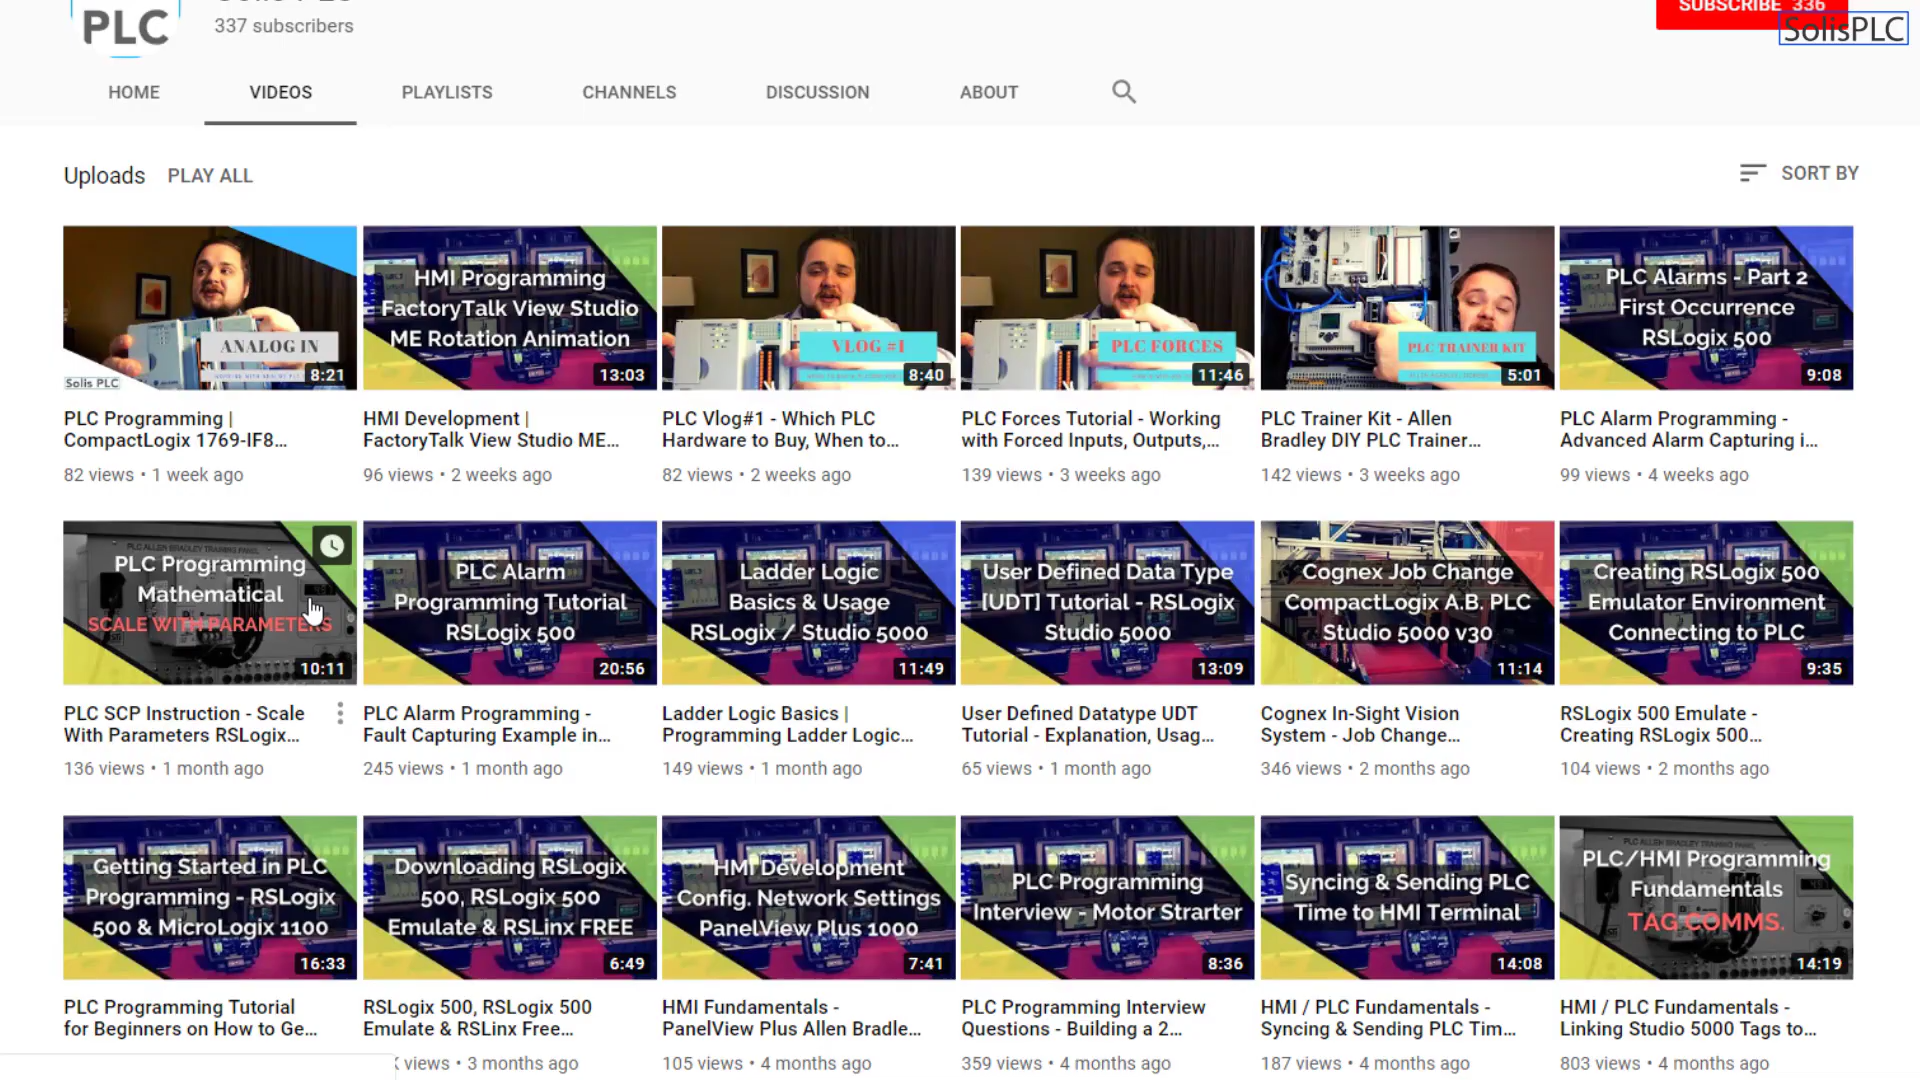 PLC
337 subscribers
SUBSCRIBE 336
SolisPLC
HOME
VIDEOS
PLAYLISTS
CHANNELS
DISCUSSION
ABOUT
Uploads
PLAY ALL
SORT BY
ANALOG IN
Solis PLC
8:21
HMI Programming
FactoryTalk View Studio
ME Rotation Animation
13:03
VLOG #1
8:40
PLC FORCES
11:46
PLC TRAINER KIT
5:01
PLC Alarms - Part 2
First Occurrence
RSLogix 500
9:08
PLC Programming |
CompactLogix 1769-IF8...
82 views • 1 week ago
HMI Development |
FactoryTalk View Studio ME...
96 views • 2 weeks ago
PLC Vlog#1 - Which PLC
Hardware to Buy, When to...
82 views • 2 weeks ago
PLC Forces Tutorial - Working
with Forced Inputs, Outputs,...
139 views • 3 weeks ago
PLC Trainer Kit - Allen
Bradley DIY PLC Trainer...
142 views • 3 weeks ago
PLC Alarm Programming -
Advanced Alarm Capturing i...
99 views • 4 weeks ago
PLC ALLEN BRADLEY TRAINING PANEL
PLC Programming
Mathematical
SCALE WITH PARAMETERS
10:11
PLC Alarm
Programming Tutorial
RSLogix 500
20:56
Ladder Logic
Basics & Usage
RSLogix / Studio 5000
11:49
User Defined Data Type
[UDT] Tutorial - RSLogix
Studio 5000
13:09
Cognex Job Change
CompactLogix A.B. PLC
Studio 5000 v30
11:14
Creating RSLogix 500
Emulator Environment
Connecting to PLC
9:35
PLC SCP Instruction - Scale
With Parameters RSLogix...
136 views • 1 month ago
PLC Alarm Programming -
Fault Capturing Example in...
245 views • 1 month ago
Ladder Logic Basics |
Programming Ladder Logic...
149 views • 1 month ago
User Defined Datatype UDT
Tutorial - Explanation, Usag...
65 views • 1 month ago
Cognex In-Sight Vision
System - Job Change...
346 views • 2 months ago
RSLogix 500 Emulate -
Creating RSLogix 500...
104 views • 2 months ago
Getting Started in PLC
Programming - RSLogix
500 & MicroLogix 1100
16:33
Downloading RSLogix
500, RSLogix 500
Emulate & RSLinx FREE
6:49
HMI Development
Config. Network Settings
PanelView Plus 1000
7:41
PLC Programming
Interview - Motor Strarter
8:36
Syncing & Sending PLC
Time to HMI Terminal
14:08
PLC ALLEN BRADLEY TRAINING PANEL
PLC/HMI Programming
Fundamentals
TAG COMMS.
14:19
PLC Programming Tutorial
for Beginners on How to Ge...
RSLogix 500, RSLogix 500
Emulate & RSLinx Free...
views • 3 months ago
HMI Fundamentals -
PanelView Plus Allen Bradle...
105 views • 4 months ago
PLC Programming Interview
Questions - Building a 2...
359 views • 4 months ago
HMI / PLC Fundamentals -
Syncing & Sending PLC Tim...
187 views • 4 months ago
HMI / PLC Fundamentals -
Linking Studio 5000 Tags to...
803 views • 4 months ago